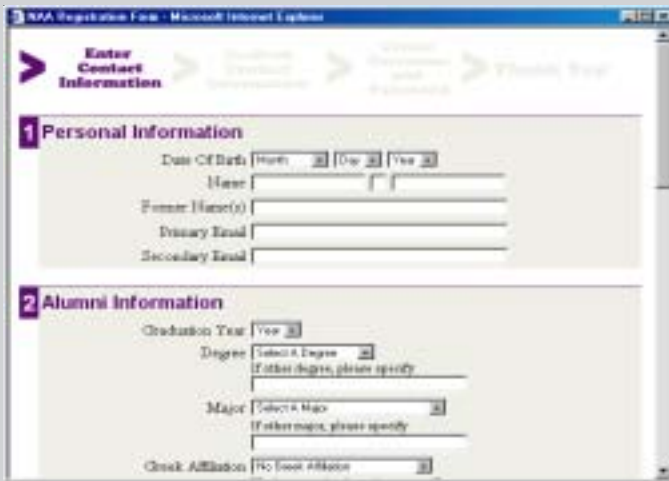 NAA Registration Form - Microsoft Internet Explorer
> Enter Contact Information > > > Thank You!
1 Personal Information
Date Of Birth Month Day Year
Name
Former Name(s)
Primary Email
Secondary Email
2 Alumni Information
Graduation Year Year
Degree Select A Degree
If other degree, please specify
Major Select A Major
If other major, please specify
Greek Affiliation No Greek Affiliation